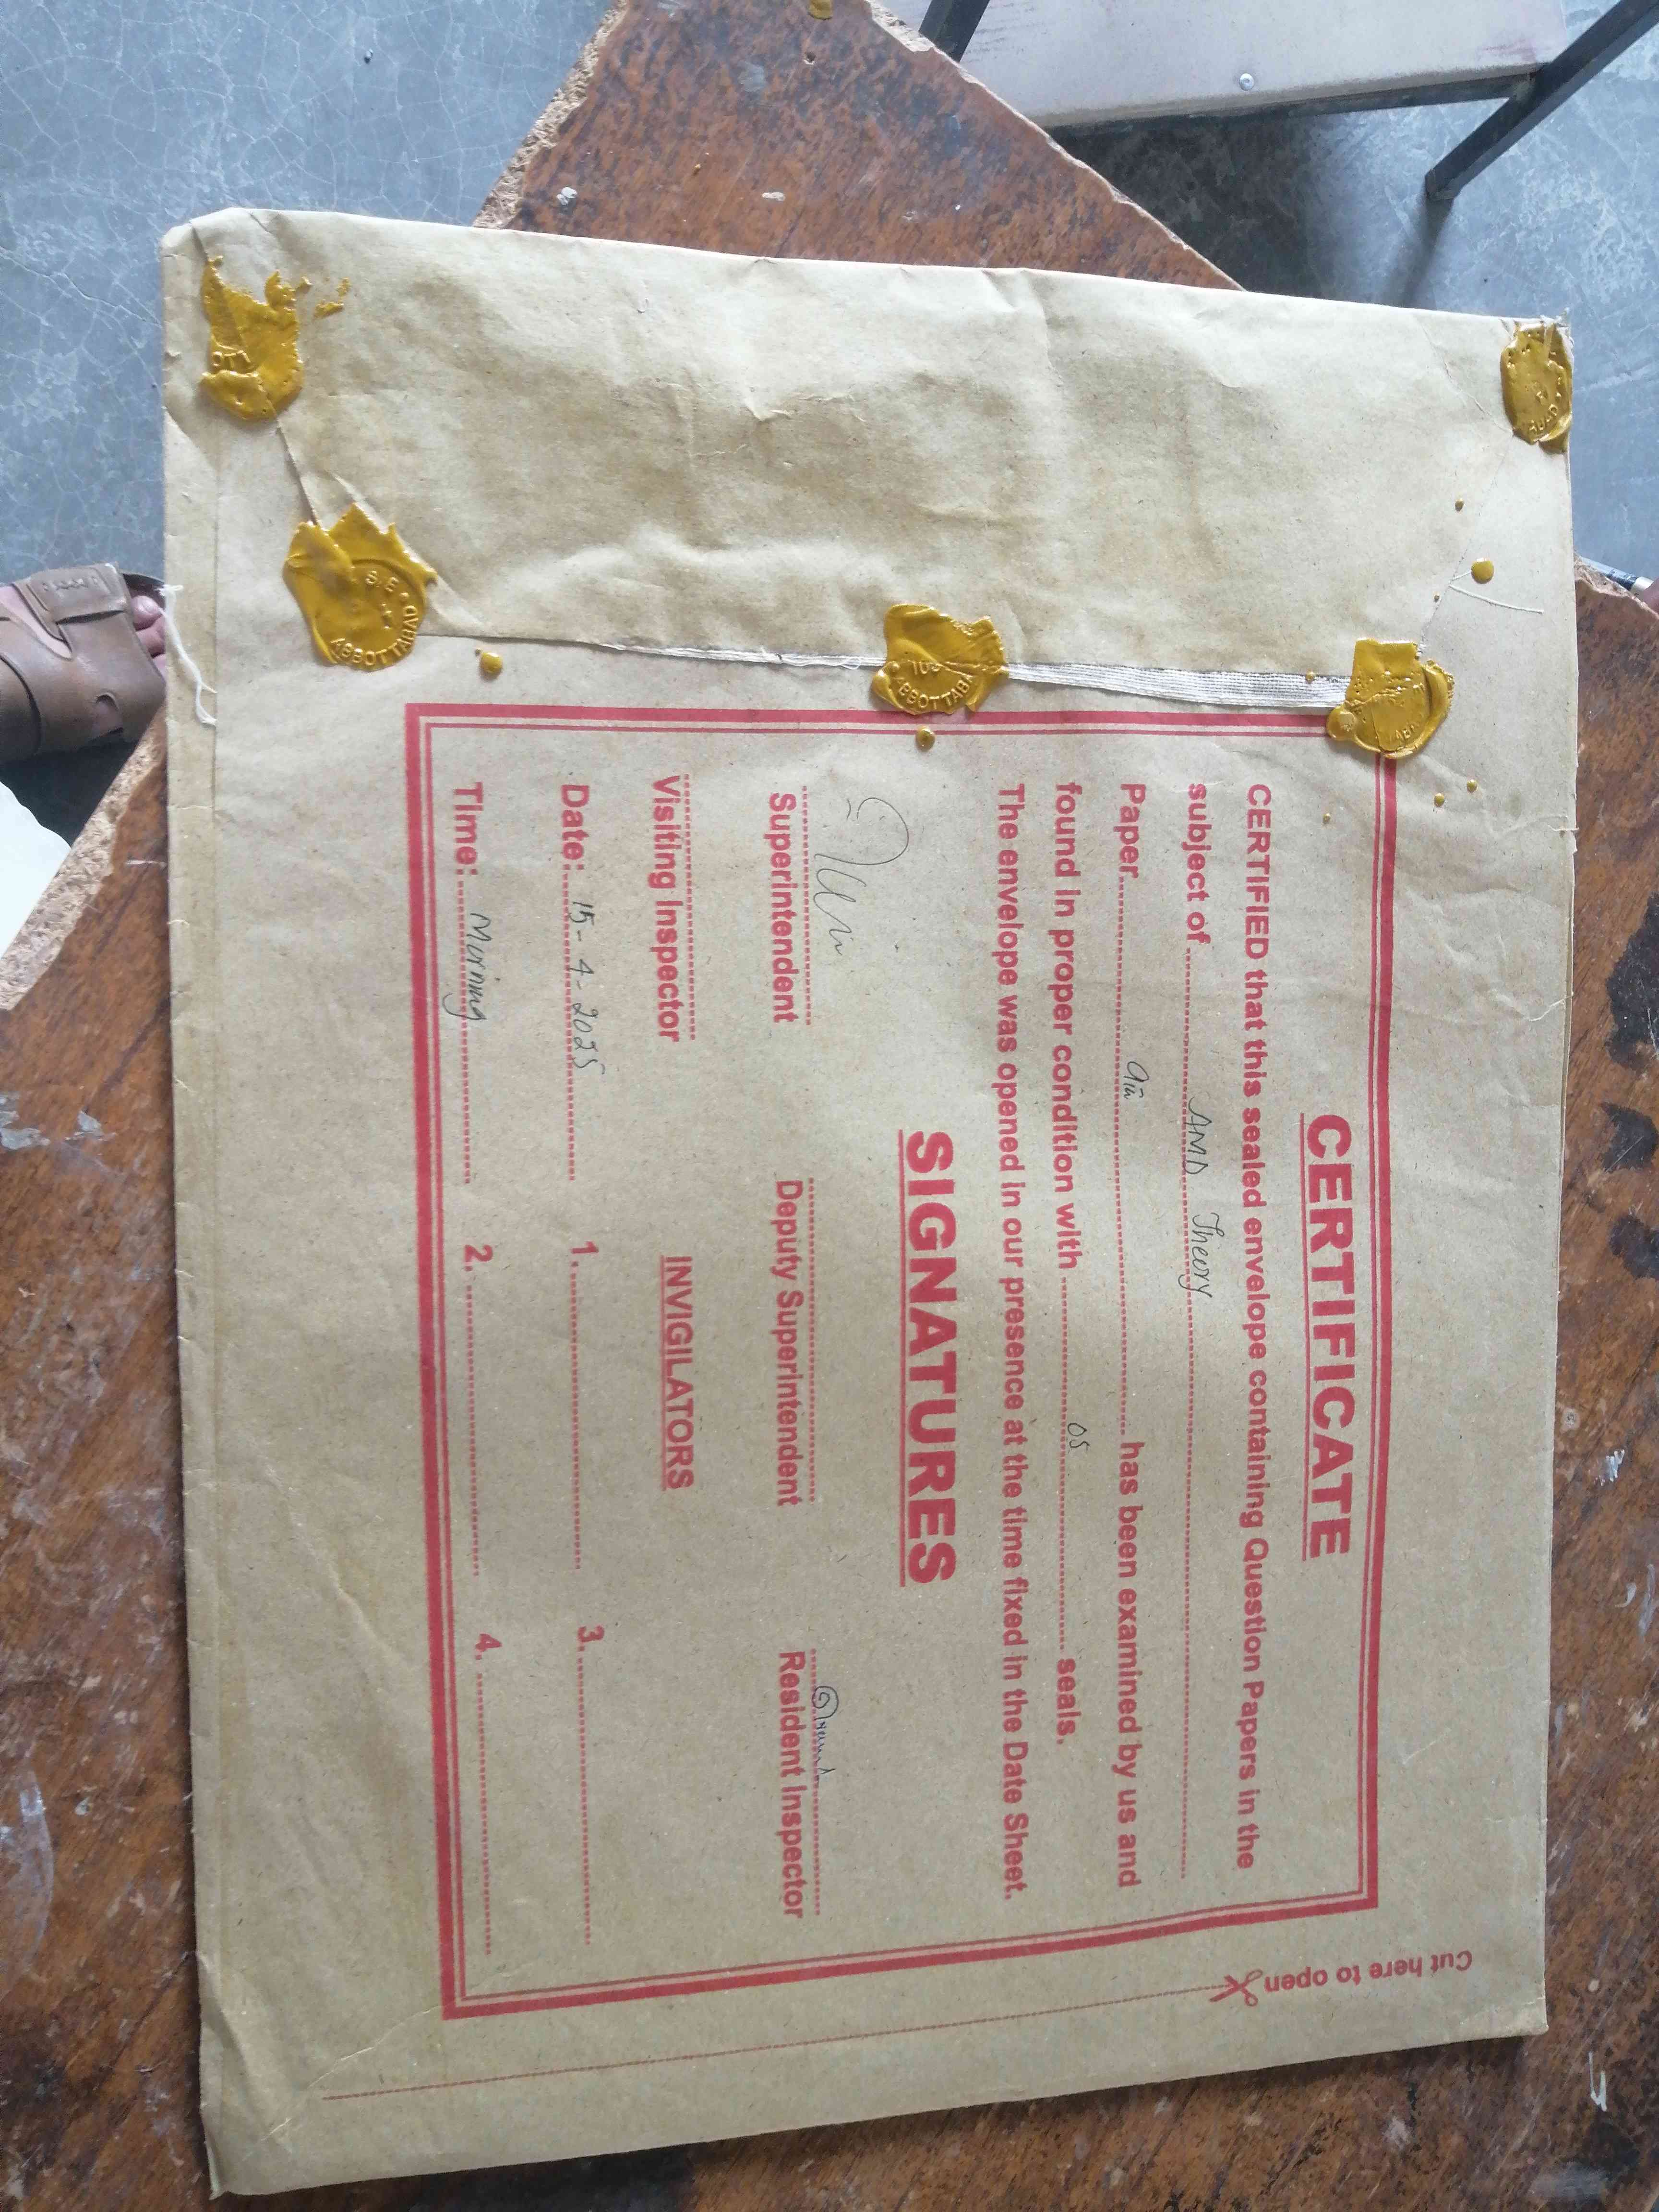 CERTIFICATE
CERTIFIED that this sealed envelope containing Question Papers in the
subject of AMD Theory
Paper has been examined by us and
found in proper condition with 05 seals.
The envelope was opened in our presence at the time fixed in the Date Sheet.
SIGNATURES
Superintendent Deputy Superintendent Resident Inspector
Visiting Inspector INVIGILATORS
Date: 15-4-2025 1. 3.
Time: Morning 2. 4.
Cut here to open
ABBOTTABAD